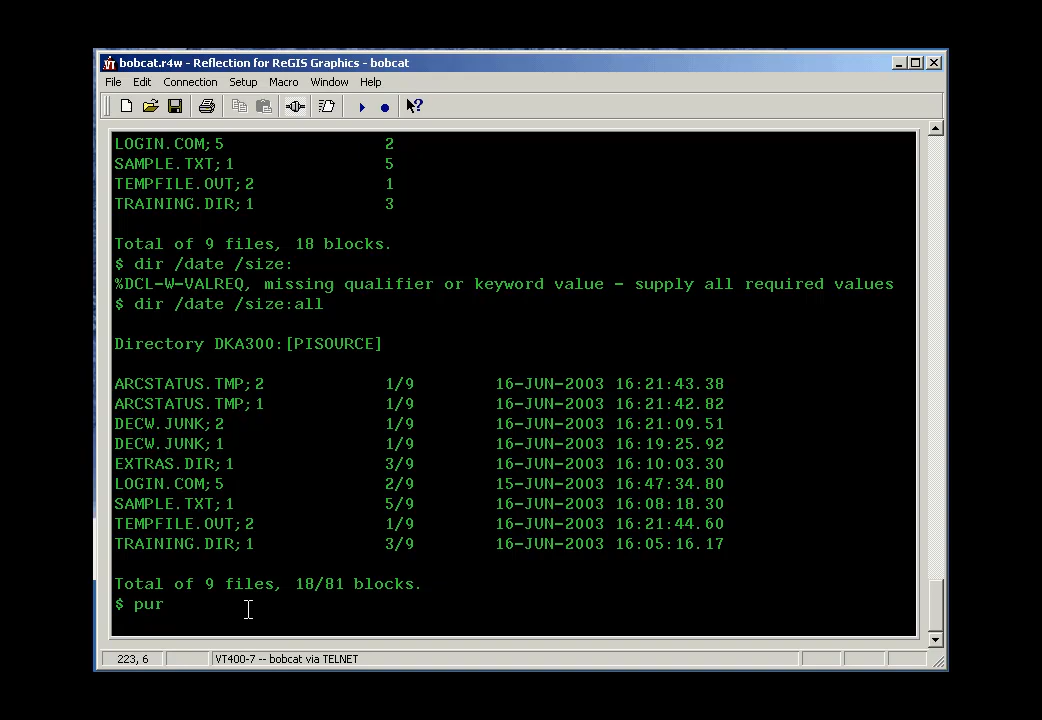 bobcat.r4w - Reflection for ReGIS Graphics - bobcat
File Edit Connection Setup Macro Window Help
LOGIN.COM;5 2
SAMPLE.TXT;1 5
TEMPFILE.OUT;2 1
TRAINING.DIR;1 3
Total of 9 files, 18 blocks.
$ dir /date /size:
%DCL-W-VALREQ, missing qualifier or keyword value - supply all required values
$ dir /date /size:all
Directory DKA300:[PISOURCE]
ARCSTATUS.TMP;2 1/9 16-JUN-2003 16:21:43.38
ARCSTATUS.TMP;1 1/9 16-JUN-2003 16:21:42.82
DECW.JUNK;2 1/9 16-JUN-2003 16:21:09.51
DECW.JUNK;1 1/9 16-JUN-2003 16:19:25.92
EXTRAS.DIR;1 3/9 16-JUN-2003 16:10:03.30
LOGIN.COM;5 2/9 15-JUN-2003 16:47:34.80
SAMPLE.TXT;1 5/9 16-JUN-2003 16:08:18.30
TEMPFILE.OUT;2 1/9 16-JUN-2003 16:21:44.60
TRAINING.DIR;1 3/9 16-JUN-2003 16:05:16.17
Total of 9 files, 18/81 blocks.
$ pur
223, 6 VT400-7 -- bobcat via TELNET